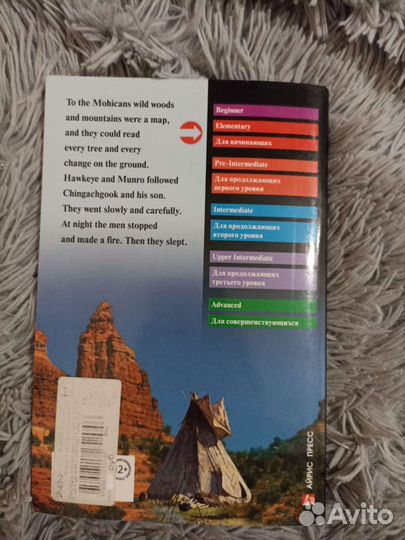 To the Mohicans wild woods
and mountains were a map,
and they could read
every tree and every
change on the ground.
Hawkeye and Munro followed
Chingachgook and his son.
They went slowly and carefully.
At night the men stopped
and made a fire. Then they slept.
Beginner
Elementary
Для начинающих
Pre-Intermediate
Для продолжающих
первого уровня
Intermediate
Для продолжающих
второго уровня
Upper Intermediate
Для продолжающих
третьего уровня
Advanced
Для совершенствующихся
2+
АЙРИС ПРЕСС
Avito